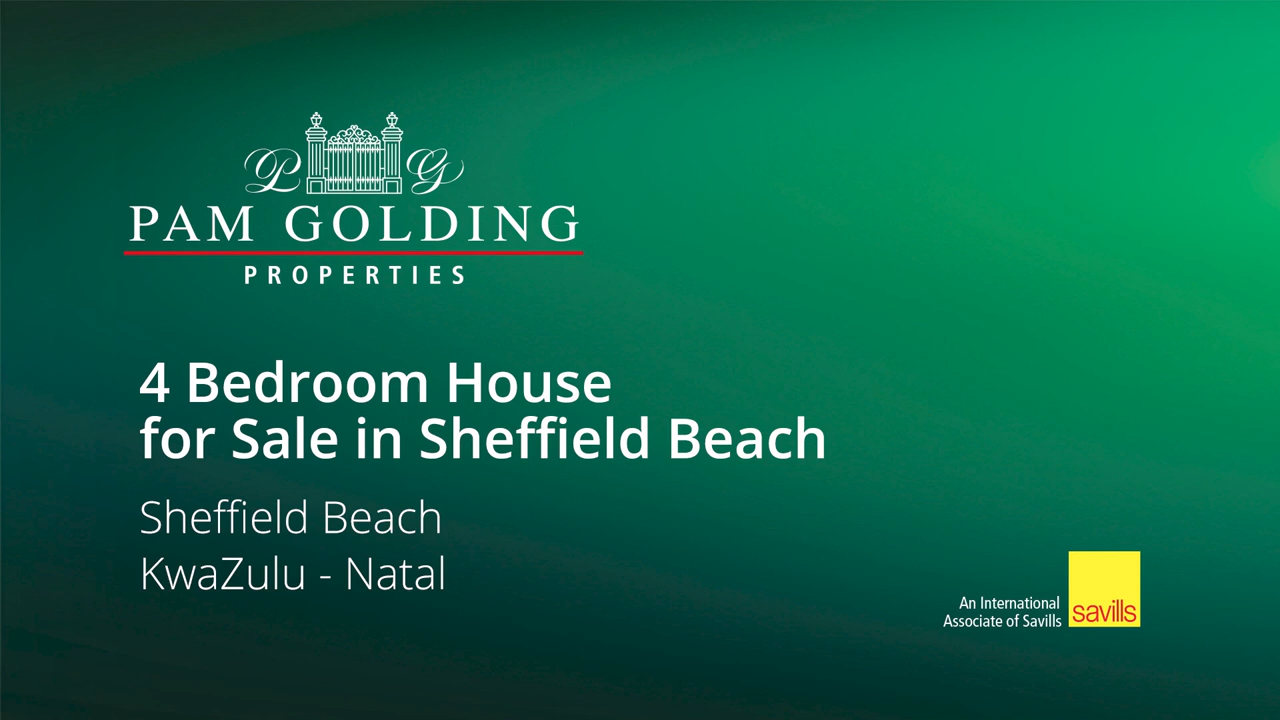 P G
PAM GOLDING
PROPERTIES
4 Bedroom House
for Sale in Sheffield Beach
Sheffield Beach
KwaZulu - Natal
An International
Associate of Savills
savills